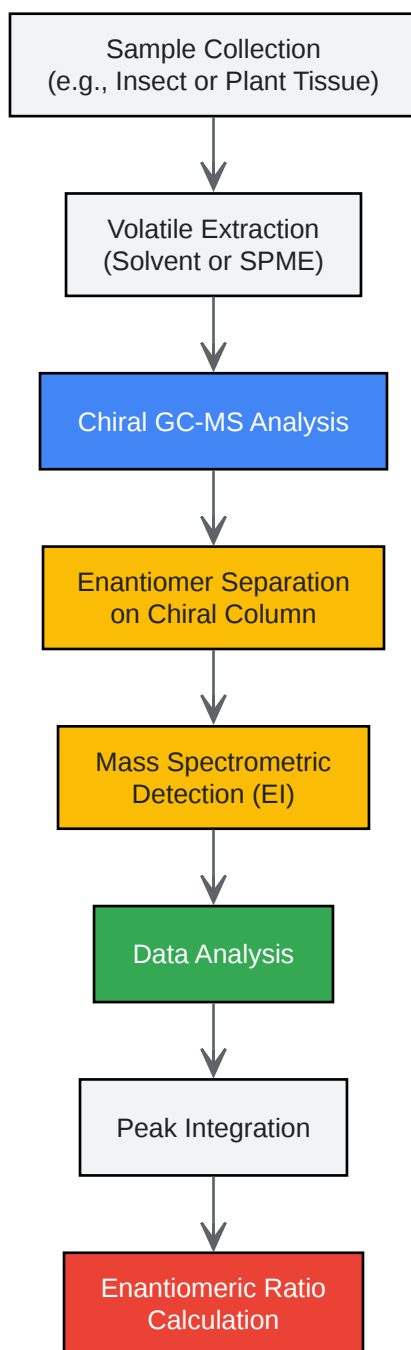 Sample Collection
(e.g., Insect or Plant Tissue)
Volatile Extraction
(Solvent or SPME)
Chiral GC-MS Analysis
Enantiomer Separation
on Chiral Column
Mass Spectrometric
Detection (EI)
Data Analysis
Peak Integration
Enantiomeric Ratio
Calculation